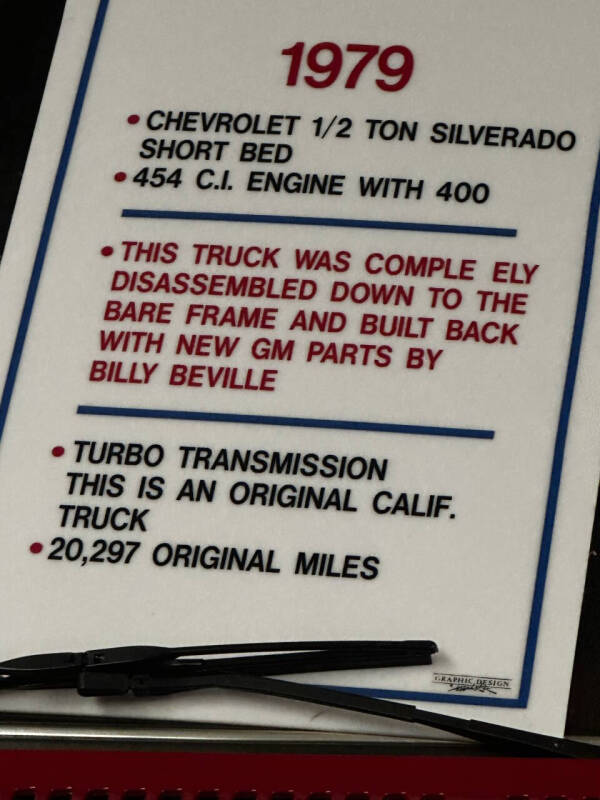 1979
• CHEVROLET 1/2 TON SILVERADO
SHORT BED
• 454 C.I. ENGINE WITH 400
• THIS TRUCK WAS COMPLE ELY
DISASSEMBLED DOWN TO THE
BARE FRAME AND BUILT BACK
WITH NEW GM PARTS BY
BILLY BEVILLE
• TURBO TRANSMISSION
THIS IS AN ORIGINAL CALIF.
TRUCK
• 20,297 ORIGINAL MILES
GRAPHIC DESIGN